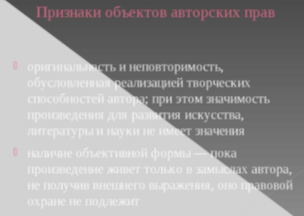 Признаки объектов авторских прав
оригинальность и неповторимость,
обусловленная реализацией творческих
способностей автора; при этом значимость
произведения для развития искусства,
литературы и науки не имеет значения
наличие объективной формы — пока
произведение живет только в замыслах автора,
не получив внешнего выражения, оно правовой
охране не подлежит